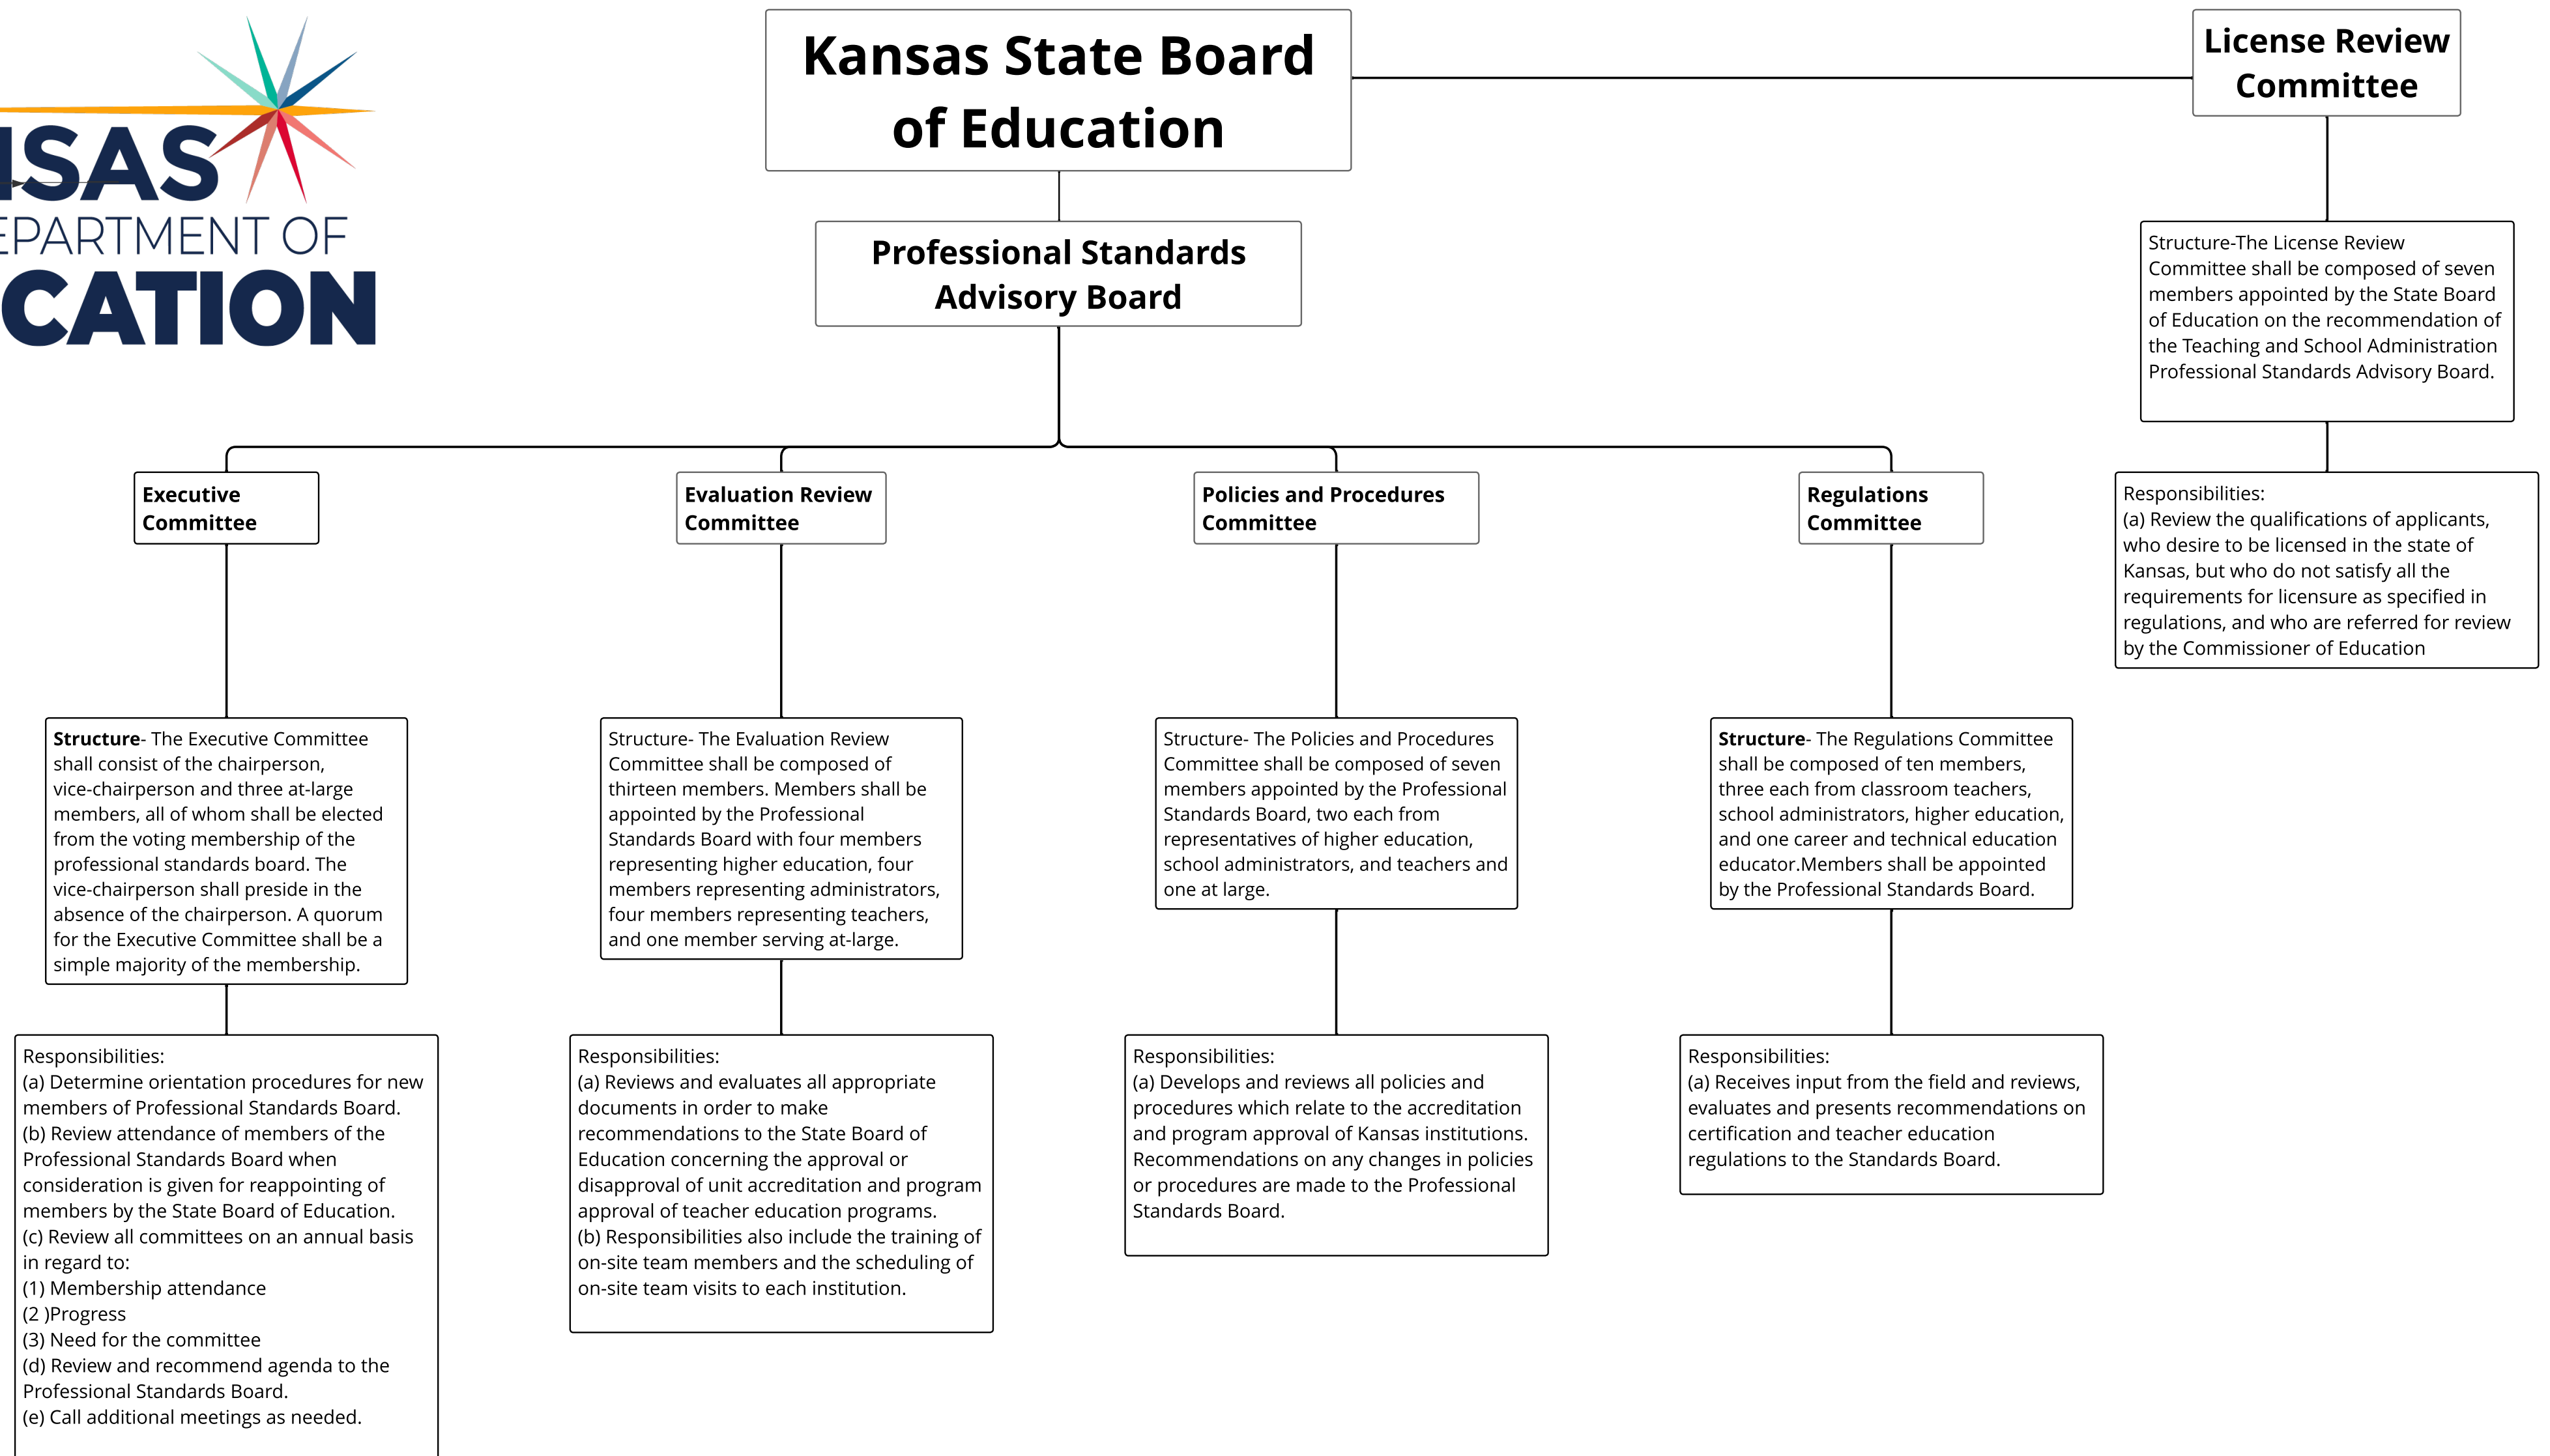 NSAS
EPARTMENT OF
CATION
Kansas State Board
of Education
License Review
Committee
Professional Standards
Advisory Board
Structure-The License Review
Committee shall be composed of seven
members appointed by the State Board
of Education on the recommendation of
the Teaching and School Administration
Professional Standards Advisory Board.
Responsibilities:
(a) Review the qualifications of applicants,
who desire to be licensed in the state of
Kansas, but who do not satisfy all the
requirements for licensure as specified in
regulations, and who are referred for review
by the Commissioner of Education
Executive
Committee
Structure- The Executive Committee
shall consist of the chairperson,
vice-chairperson and three at-large
members, all of whom shall be elected
from the voting membership of the
professional standards board. The
vice-chairperson shall preside in the
absence of the chairperson. A quorum
for the Executive Committee shall be a
simple majority of the membership.
Responsibilities:
(a) Determine orientation procedures for new
members of Professional Standards Board.
(b) Review attendance of members of the
Professional Standards Board when
consideration is given for reappointing of
members by the State Board of Education.
(c) Review all committees on an annual basis
in regard to:
(1) Membership attendance
(2 )Progress
(3) Need for the committee
(d) Review and recommend agenda to the
Professional Standards Board.
(e) Call additional meetings as needed.
Evaluation Review
Committee
Structure- The Evaluation Review
Committee shall be composed of
thirteen members. Members shall be
appointed by the Professional
Standards Board with four members
representing higher education, four
members representing administrators,
four members representing teachers,
and one member serving at-large.
Responsibilities:
(a) Reviews and evaluates all appropriate
documents in order to make
recommendations to the State Board of
Education concerning the approval or
disapproval of unit accreditation and program
approval of teacher education programs.
(b) Responsibilities also include the training of
on-site team members and the scheduling of
on-site team visits to each institution.
Policies and Procedures
Committee
Structure- The Policies and Procedures
Committee shall be composed of seven
members appointed by the Professional
Standards Board, two each from
representatives of higher education,
school administrators, and teachers and
one at large.
Responsibilities:
(a) Develops and reviews all policies and
procedures which relate to the accreditation
and program approval of Kansas institutions.
Recommendations on any changes in policies
or procedures are made to the Professional
Standards Board.
Regulations
Committee
Structure- The Regulations Committee
shall be composed of ten members,
three each from classroom teachers,
school administrators, higher education,
and one career and technical education
educator.Members shall be appointed
by the Professional Standards Board.
Responsibilities:
(a) Receives input from the field and reviews,
evaluates and presents recommendations on
certification and teacher education
regulations to the Standards Board.